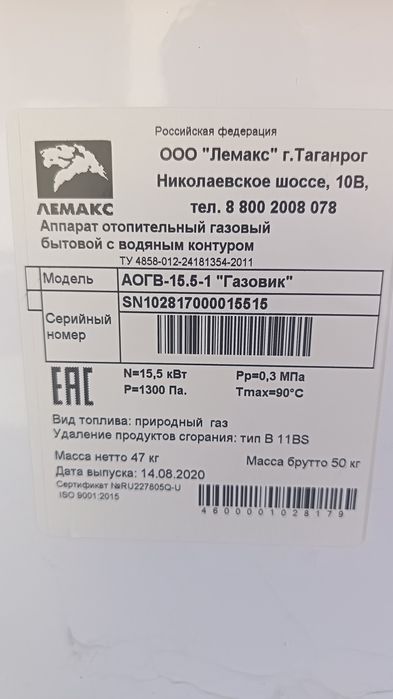 Российская федерация
ООО "Лемакс" г.Таганрог
Николаевское шоссе, 10В,
ЛЕМАКС
тел. 8 800 2008 078
Аппарат отопительный газовый
бытовой с водяным контуром
ТУ 4858-012-24181354-2011
Модель АОГВ-15.5-1 "Газовик"
SN102817000015515
Серийный
номер
ЕАС
N=15,5 кВт Pp=0,3 МПа
P=1300 Па. Tmax=90°C
Вид топлива: природный газ
Удаление продуктов сгорания: тип В 11BS
Масса нетто 47 кг Масса брутто 50 кг
Дата выпуска: 14.08.2020
Сертификат №RU227805Q-U
ISO 9001:2015
4600001028179